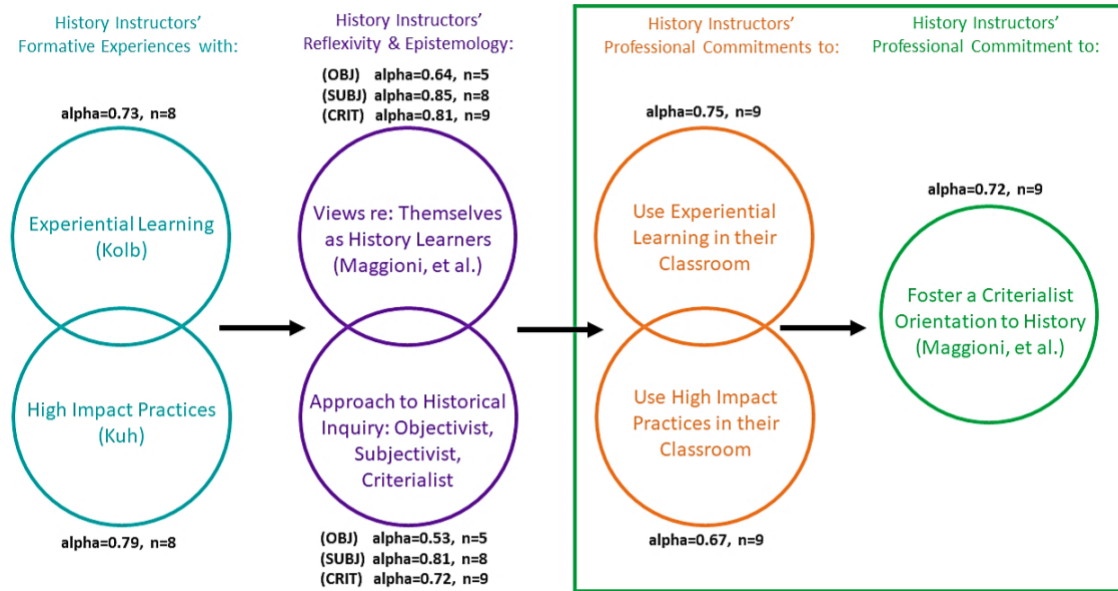 History Instructors’
Formative Experiences with:
alpha=0.73, n=8
Experiential Learning
(Kolb)
High Impact Practices
(Kuh)
alpha=0.79, n=8
History Instructors’
Reflexivity & Epistemology:
(OBJ) alpha=0.64, n=5
(SUBJ) alpha=0.85, n=8
(CRIT) alpha=0.81, n=9
Views re: Themselves
as History Learners
(Maggioni, et al.)
Approach to Historical
Inquiry: Objectivist,
Subjectivist,
Criterialist
(OBJ) alpha=0.53, n=5
(SUBJ) alpha=0.81, n=8
(CRIT) alpha=0.72, n=9
History Instructors’
Professional Commitments to:
alpha=0.75, n=9
Use Experiential
Learning in their
Classroom
Use High Impact
Practices in their
Classroom
alpha=0.67, n=9
History Instructors’
Professional Commitment to:
alpha=0.72, n=9
Foster a Criterialist
Orientation to History
(Maggioni, et al.)